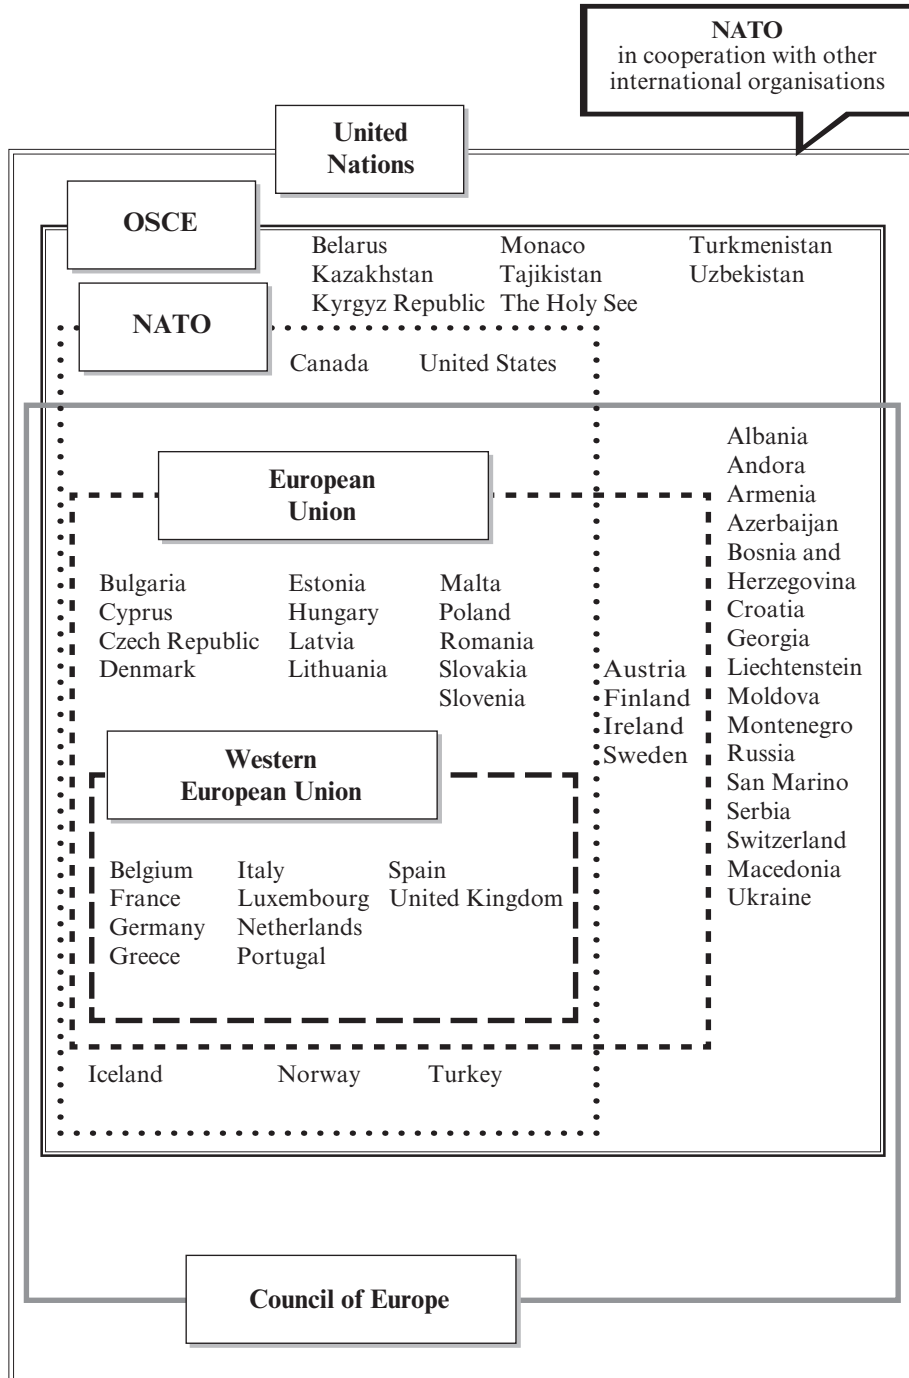 NATO
in cooperation with other
international organisations
United
Nations
OSCE
Belarus
Kazakhstan
Kyrgyz Republic
Monaco
Tajikistan
The Holy See
Turkmenistan
Uzbekistan
NATO
Canada
United States
European
Union
Bulgaria
Cyprus
Czech Republic
Denmark
Estonia
Hungary
Latvia
Lithuania
Malta
Poland
Romania
Slovakia
Slovenia
Austria
Finland
Ireland
Sweden
Albania
Andora
Armenia
Azerbaijan
Bosnia and
Herzegovina
Croatia
Georgia
Liechtenstein
Moldova
Montenegro
Russia
San Marino
Serbia
Switzerland
Macedonia
Ukraine
Western
European Union
Belgium
France
Germany
Greece
Italy
Luxembourg
Netherlands
Portugal
Spain
United Kingdom
Iceland
Norway
Turkey
Council of Europe